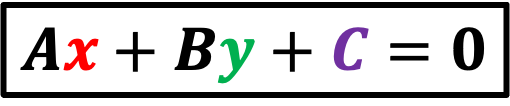 Ax + By + C = 0